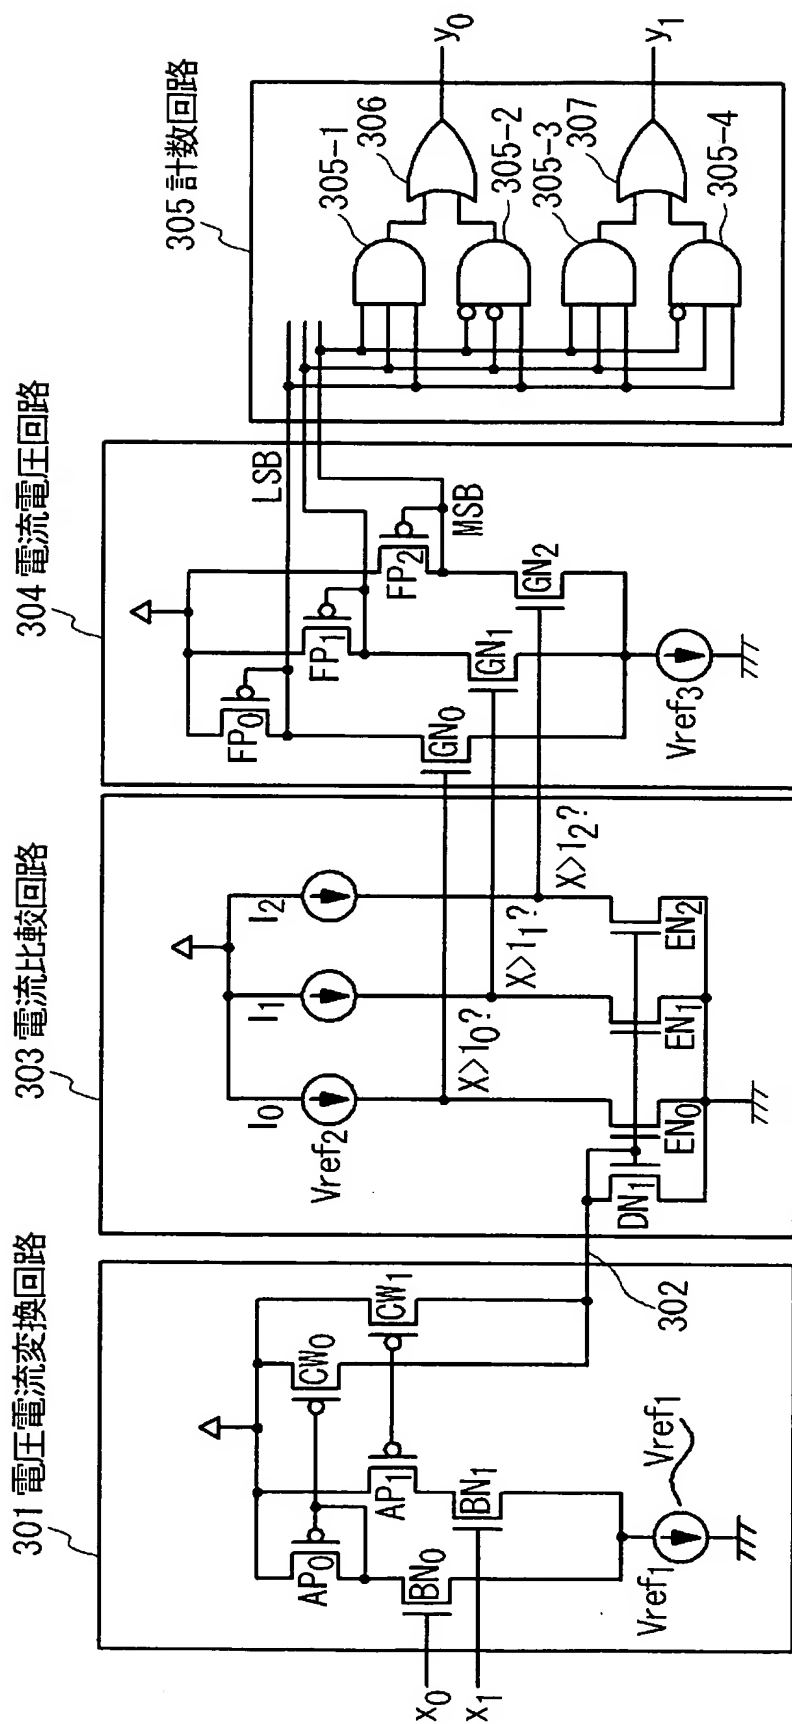 301 電圧電流変換回路
x0
x1
AP0
BN0
AP1
BN1
CW0
CW1
Vref1
Vref1
302
303 電流比較回路
I0
I1
I2
Vref2
X>10?
X>11?
X>12?
DN1
EN0
EN1
EN2
304 電流電圧回路
FP0
FP1
FP2
GN0
GN1
GN2
LSB
MSB
Vref3
305 計数回路
305-1
306
305-2
305-3
307
305-4
y0
y1